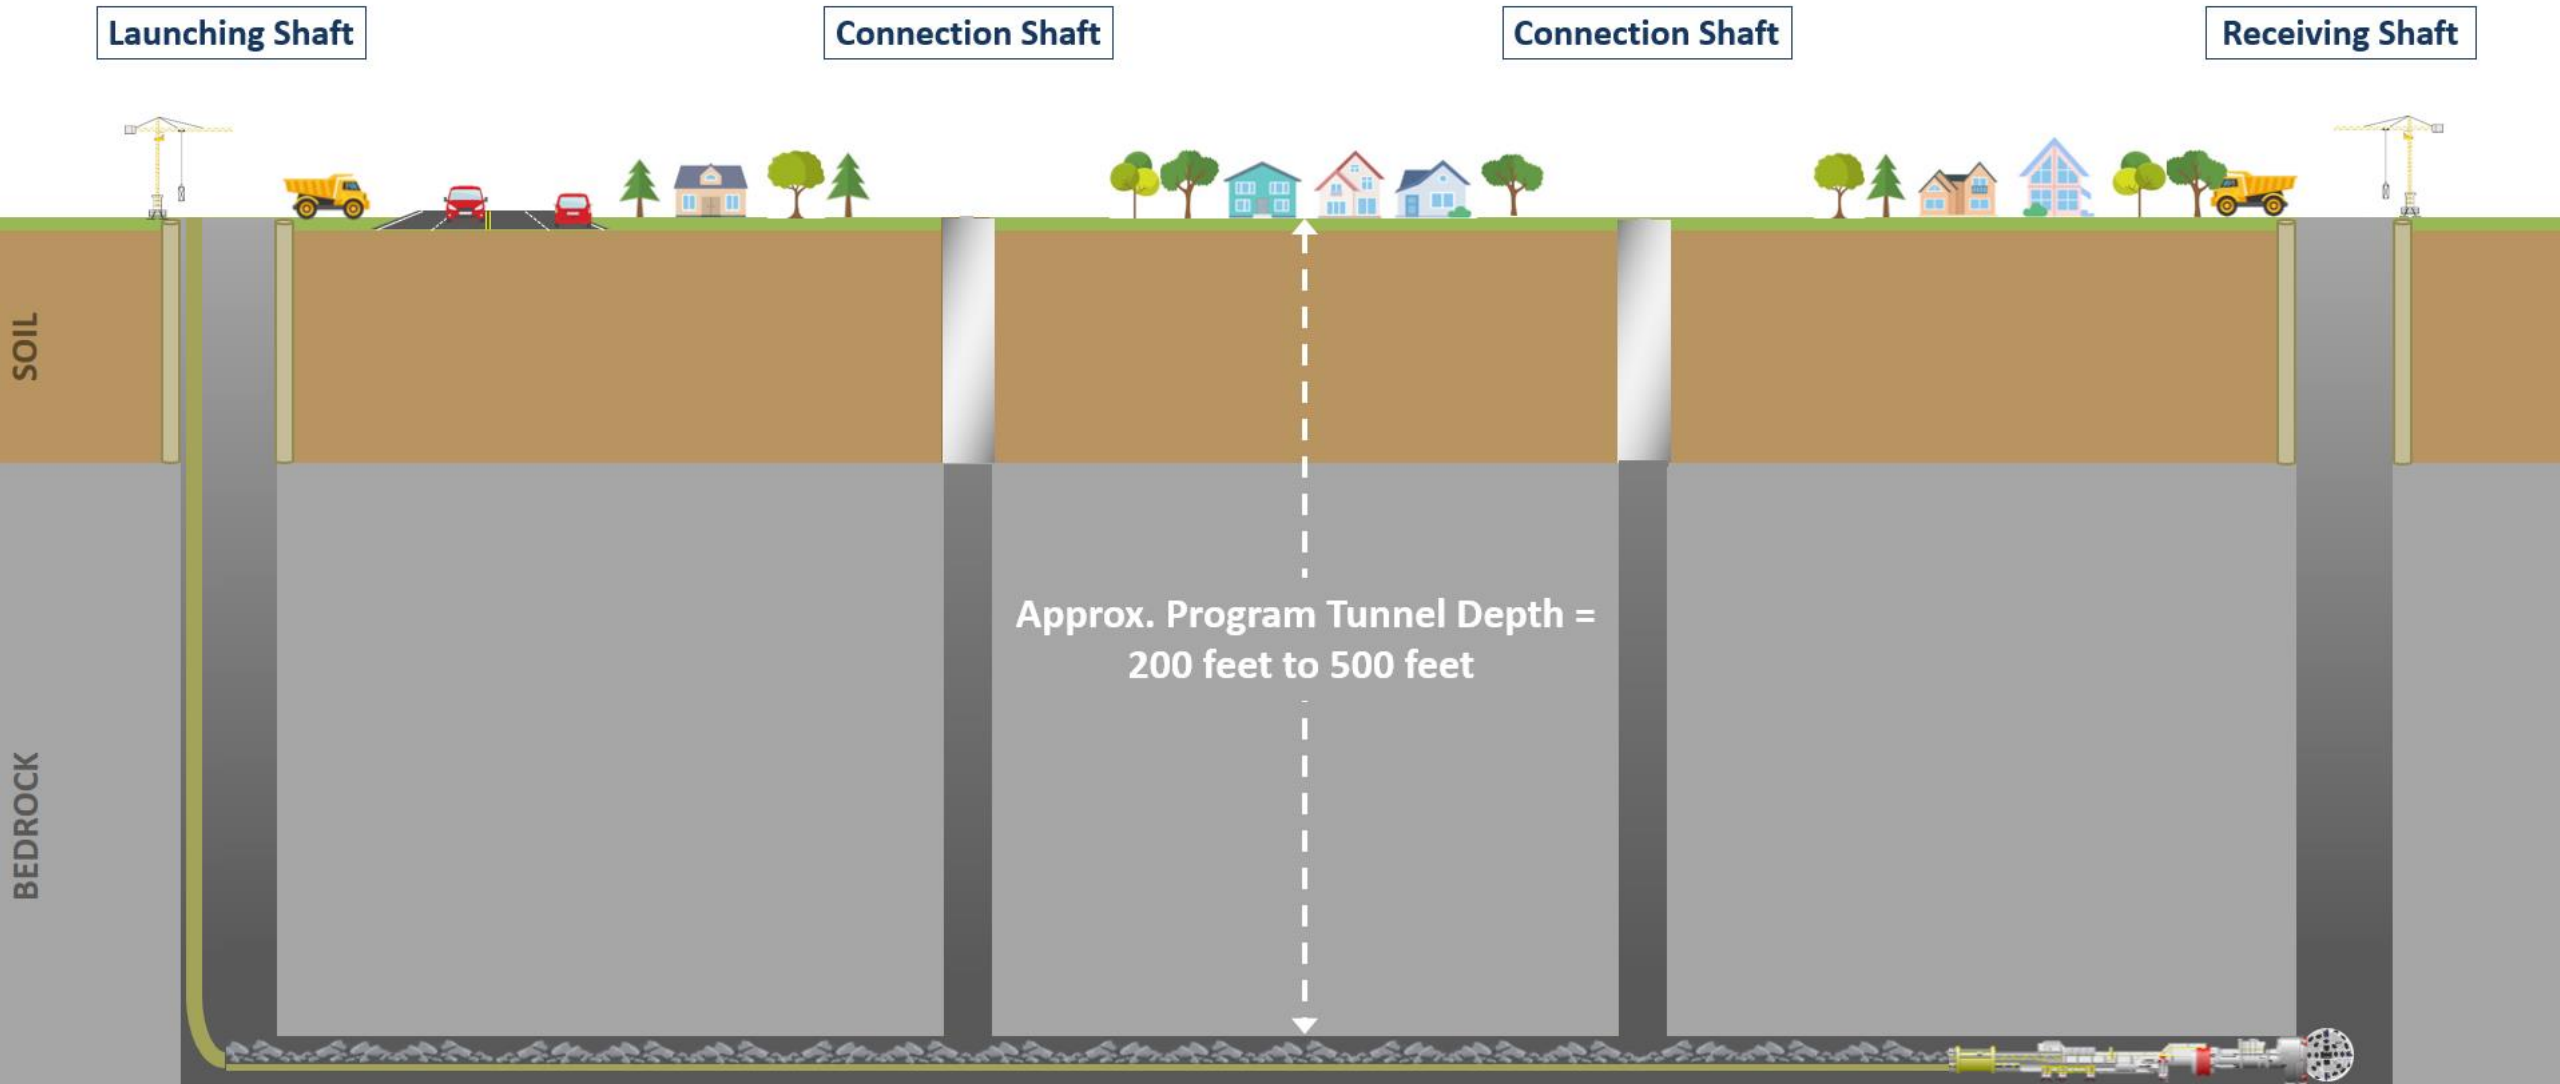 Launching Shaft
Connection Shaft
Connection Shaft
Receiving Shaft
SOIL
Approx. Program Tunnel Depth =
200 feet to 500 feet
BEDROCK